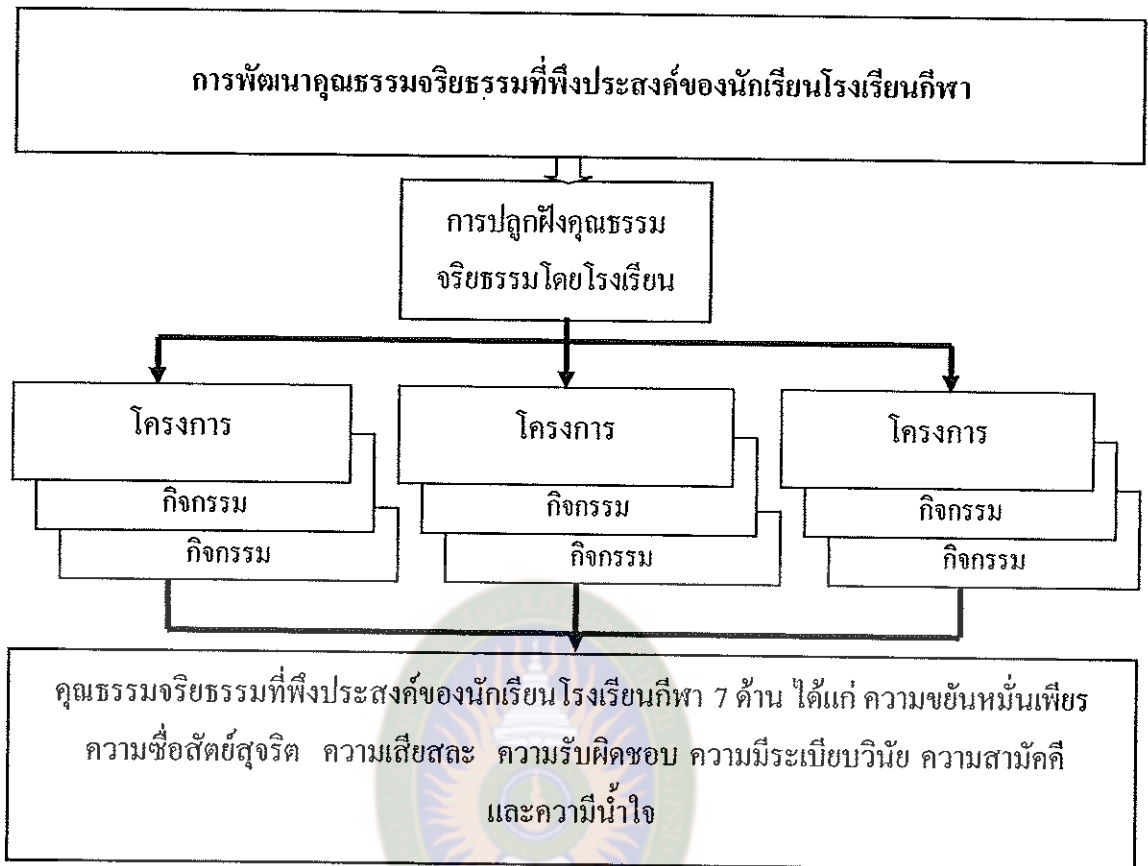 การพัฒนาคุณธรรมจริยธรรมที่พึงประสงค์ของนักเรียนโรงเรียนกีฬา
การปลูกฝังคุณธรรม
จริยธรรมโดยโรงเรียน
โครงการ
กิจกรรม
กิจกรรม
โครงการ
กิจกรรม
กิจกรรม
โครงการ
กิจกรรม
กิจกรรม
คุณธรรมจริยธรรมที่พึงประสงค์ของนักเรียนโรงเรียนกีฬา 7 ด้าน ได้แก่ ความขยันหมั่นเพียร
ความซื่อสัตย์สุจริต ความเสียสละ ความรับผิดชอบ ความมีระเบียบวินัย ความสามัคคี
และความีน้ำใจ